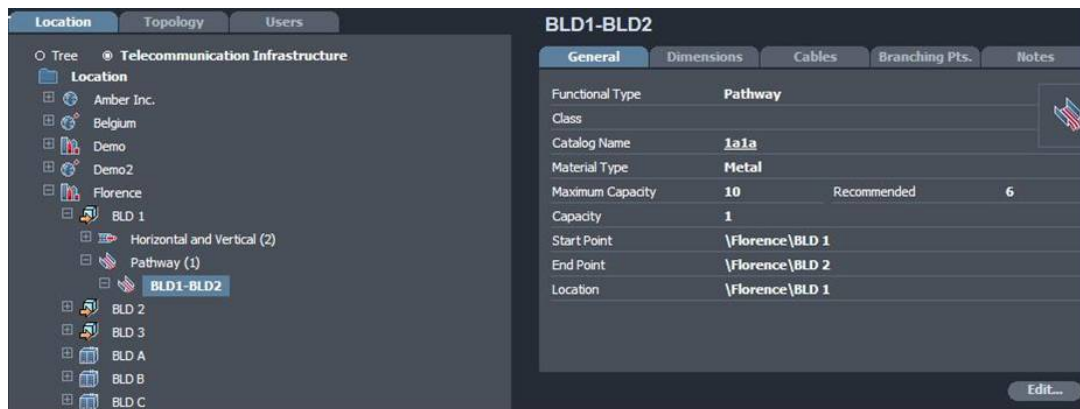 Location Topology Users
Tree Telecommunication Infrastructure
Location
Amber Inc.
Belgium
Demo
Demo2
Florence
BLD 1
Horizontal and Vertical (2)
Pathway (1)
BLD1-BLD2
BLD 2
BLD 3
BLD A
BLD B
BLD C
BLD1-BLD2
General Dimensions Cables Branching Pts. Notes
Functional Type Pathway
Class
Catalog Name 1a1a
Material Type Metal
Maximum Capacity 10 Recommended 6
Capacity 1
Start Point \Florence\BLD 1
End Point \Florence\BLD 2
Location \Florence\BLD 1
Edit...